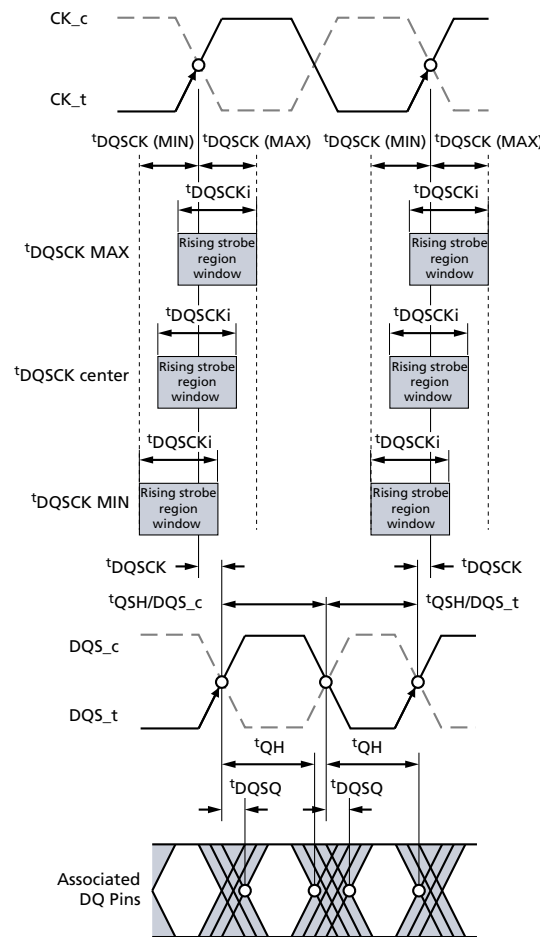 CK_c
CK_t
tDQSCK (MIN) tDQSCK (MAX) tDQSCK (MIN) tDQSCK (MAX)
tDQSCKi tDQSCKi
tDQSCK MAX
Rising strobe region window
Rising strobe region window
tDQSCKi tDQSCKi
tDQSCK center
Rising strobe region window
Rising strobe region window
tDQSCKi tDQSCKi
tDQSCK MIN
Rising strobe region window
Rising strobe region window
tDQSCK tDQSCK
tQSH/DQS_c tQSH/DQS_t
DQS_c
DQS_t
tQH tQH
tDQSQ tDQSQ
Associated
DQ Pins